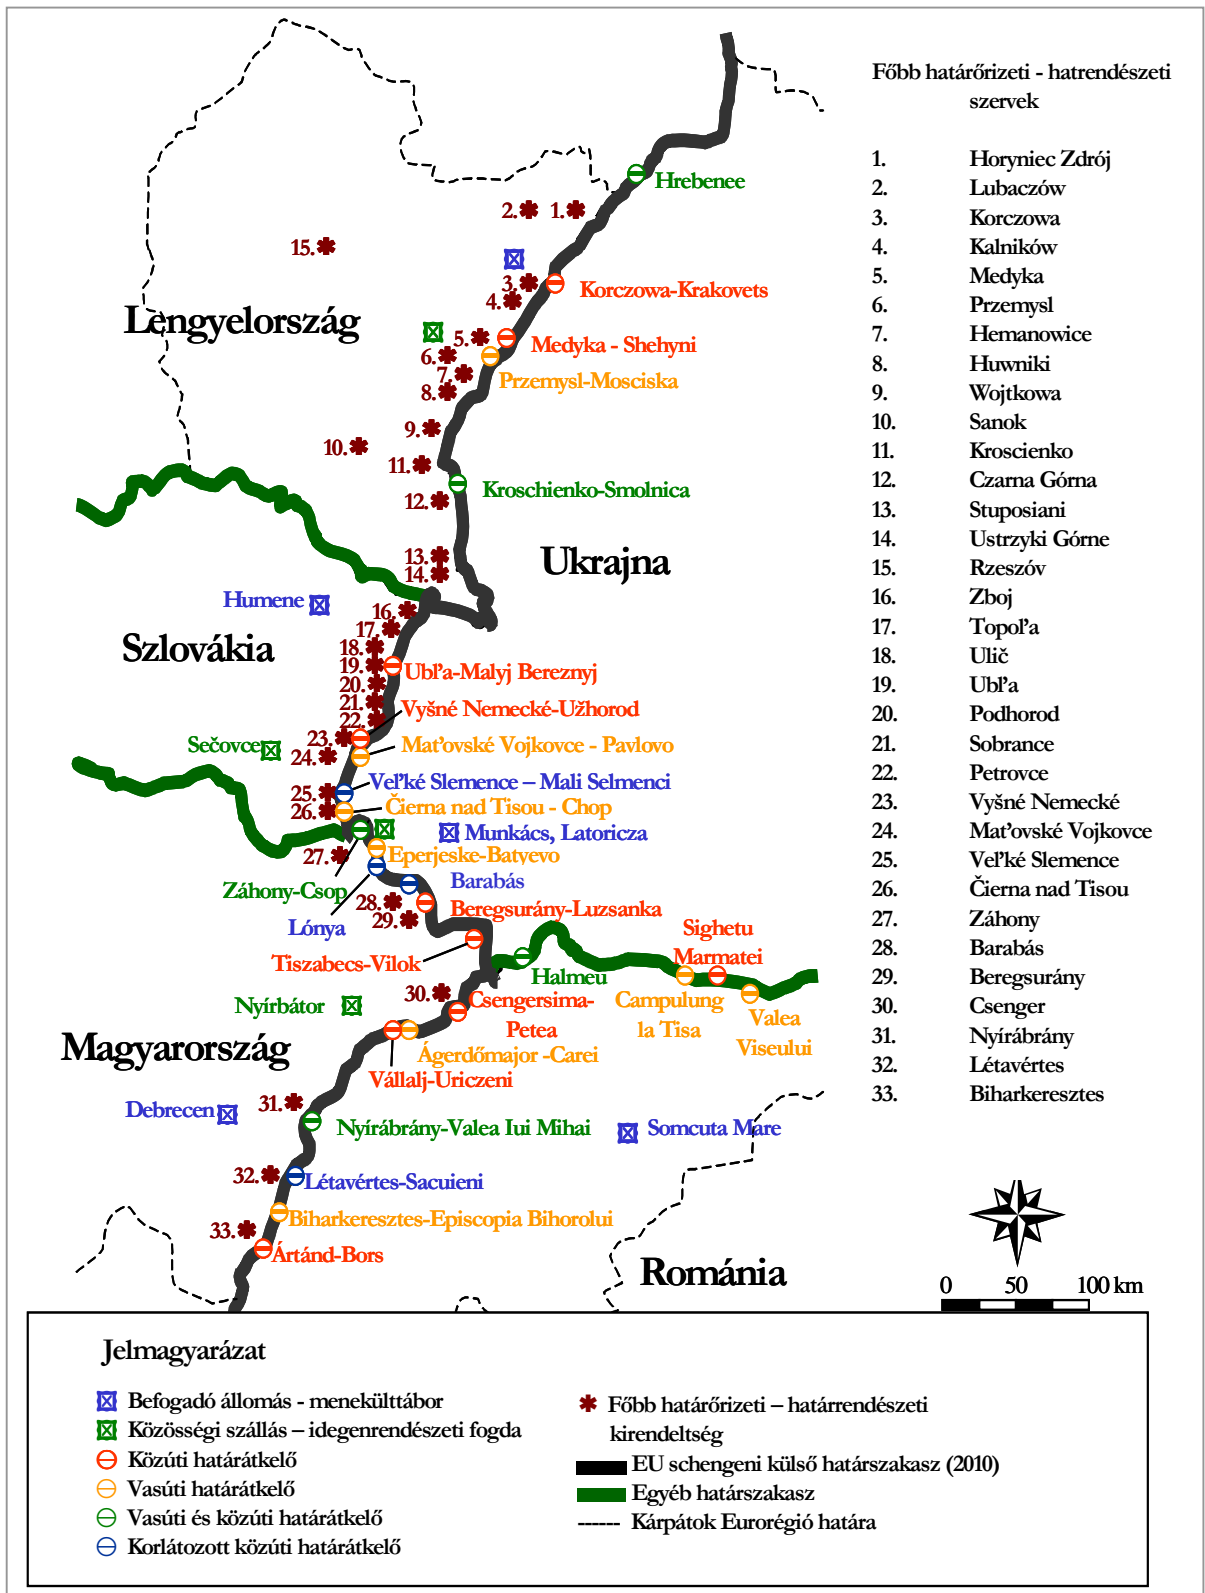 Főbb határőrizeti - hatrendészeti
szervek
1. Horyniec Zdrój
2. Lubaczów
3. Korczowa
4. Kalników
5. Medyka
6. Przemysl
7. Hemanowice
8. Huwniki
9. Wojtkowa
10. Sanok
11. Kroscienko
12. Czarna Górna
13. Stuposiani
14. Ustrzyki Górne
15. Rzeszóv
16. Zboj
17. Topoľa
18. Ulič
19. Ubľa
20. Podhorod
21. Sobrance
22. Petrovce
23. Vyšné Nemecké
24. Maťovské Vojkovce
25. Veľké Slemence
26. Čierna nad Tisou
27. Záhony
28. Barabás
29. Beregsurány
30. Csenger
31. Nyírábrány
32. Létavértes
33. Biharkeresztes
Hrebenee
2.
1.
15.
3.
Korczowa-Krakovets
4.
Lengyelország
5.
Medyka - Shehyni
6.
7.
Przemysl-Mosciska
8.
9.
10.
11.
Kroschienko-Smolnica
12.
13.
Ukrajna
14.
Humene
16.
17.
Szlovákia
18.
19.
Ubľa-Malyj Bereznyj
20.
21.
Vyšné Nemecké-Užhorod
22.
23.
Sečovce
Maťovské Vojkovce - Pavlovo
24.
Veľké Slemence – Mali Selmenci
25.
Čierna nad Tisou - Chop
26.
Munkács, Latoricza
27.
Eperjeske-Batyevo
Záhony-Csop
Barabás
28.
Beregsurány-Luzsanka
29.
Lónya
Sighetu
Marmatei
Tiszabecs-Vilok
Halmeu
30.
Csengersima-
Petea
Nyírbátor
Campulung
la Tisa
Valea
Viseului
Magyarország
Ágerdőmajor -Carei
Vállalj-Uriczeni
31.
Debrecen
Nyírábrány-Valea Iui Mihai
Somcuta Mare
32.
Létavértes-Sacuieni
Biharkeresztes-Episcopia Bihorolui
33.
Ártánd-Bors
Románia
0 50 100 km
Jelmagyarázat
Befogadó állomás - menekülttábor
Közösségi szállás – idegenrendészeti fogda
Közúti határátkelő
Vasúti határátkelő
Vasúti és közúti határátkelő
Korlátozott közúti határátkelő
Főbb határőrizeti – határrendészeti
kirendeltség
EU schengeni külső határszakasz (2010)
Egyéb határszakasz
Kárpátok Eurorégió határa